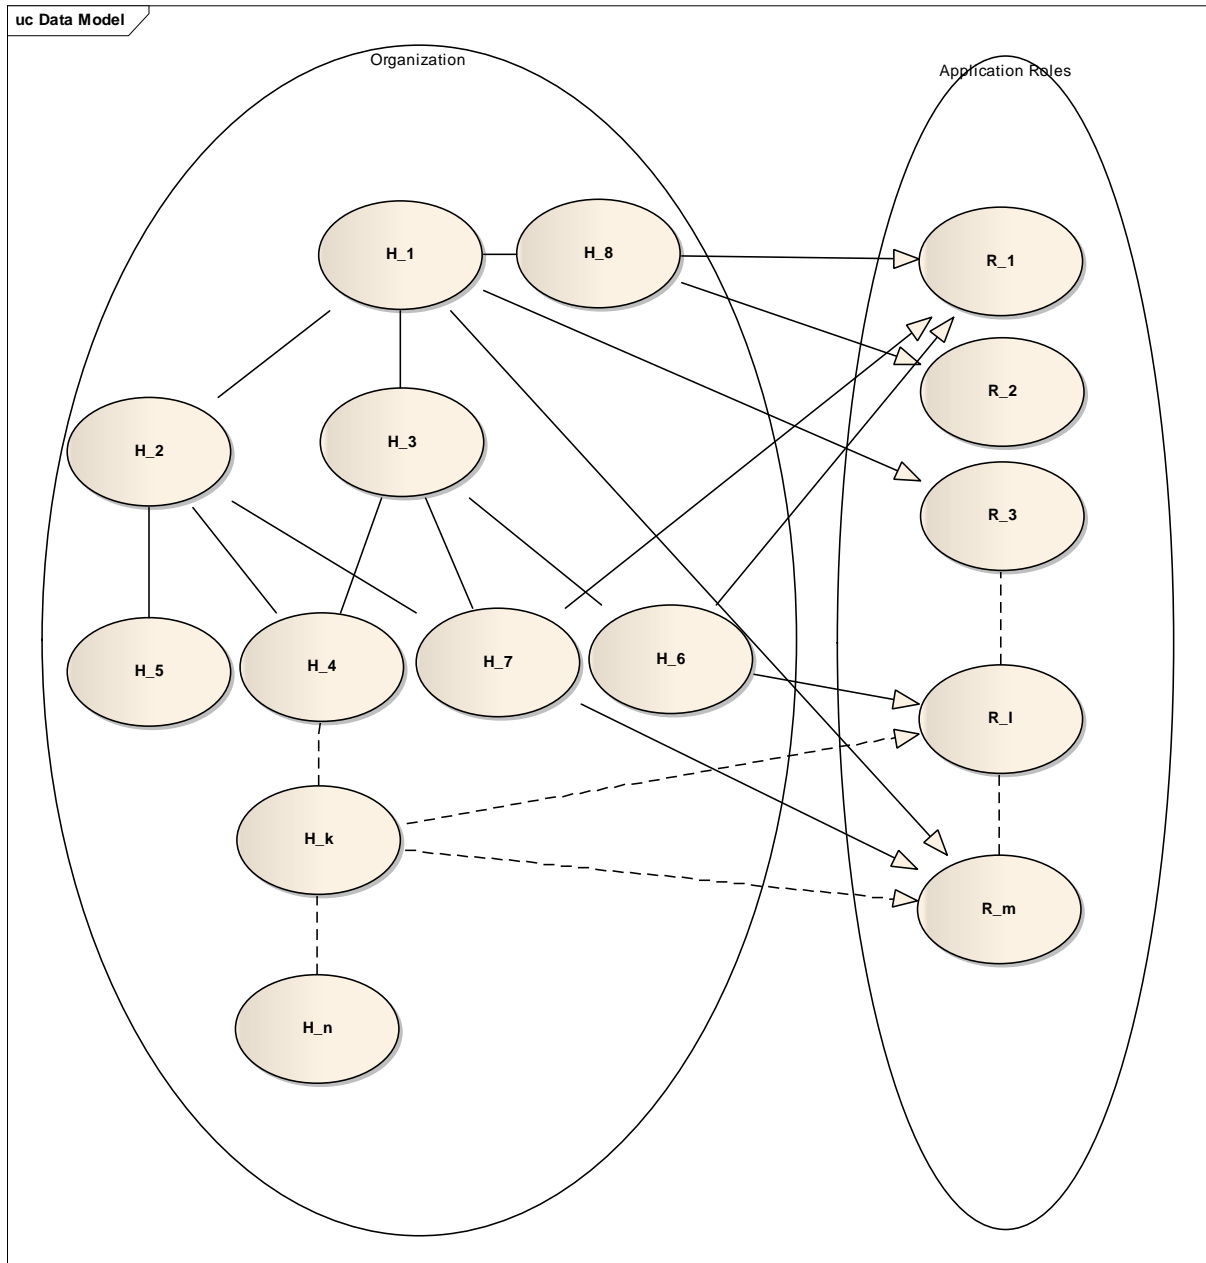 uc Data Model
Organization
Application Roles
H_1
H_8
R_1
R_2
H_2
H_3
R_3
H_5
H_4
H_7
H_6
R_l
H_k
R_m
H_n